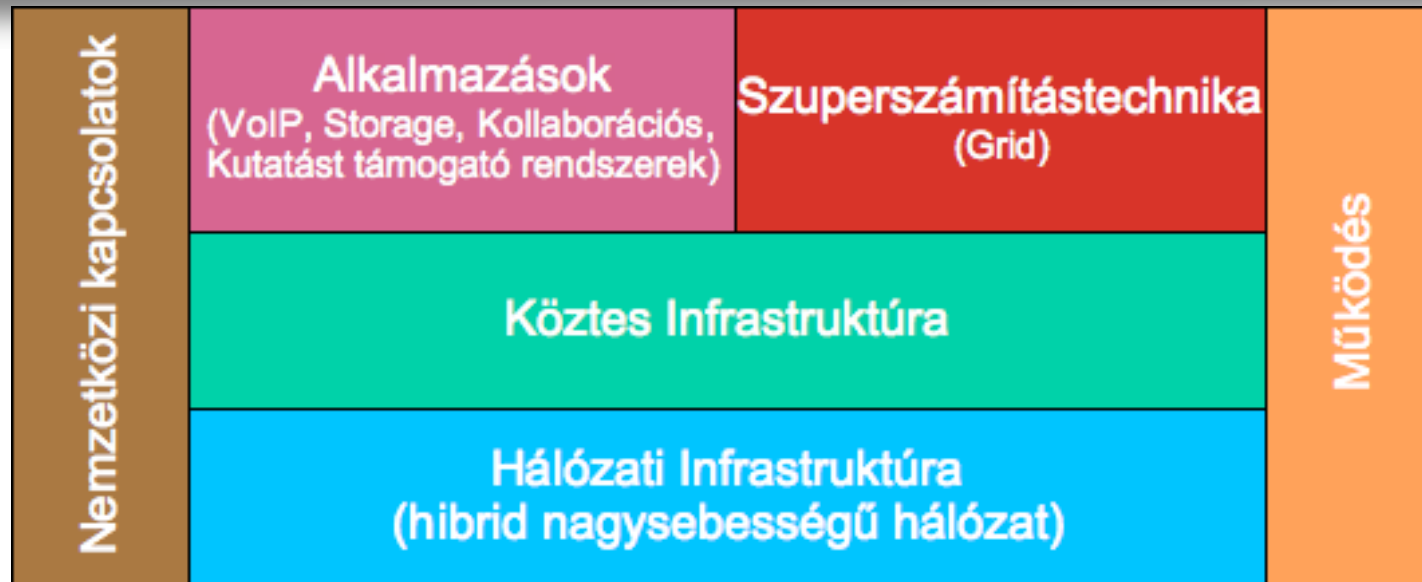 Nemzetközi kapcsolatok
Alkalmazások
(VoIP, Storage, Kollaborációs,
Kutatást támogató rendszerek)
Szuperszámítástechnika
(Grid)
Köztes Infrastruktúra
Hálózati Infrastruktúra
(hibrid nagysebességű hálózat)
Működés